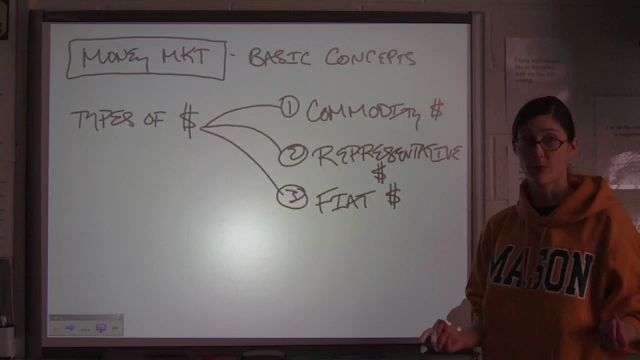 MONEY MKT - BASIC CONCEPTS
TYPES OF $
① COMMODITY $
② REPRESENTATIVE
$
③ FIAT $
MASON